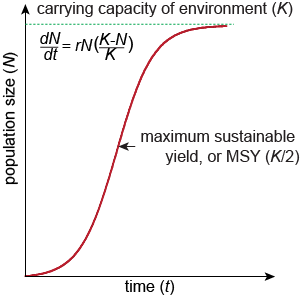 carrying capacity of environment (K)
dN/dt = rN(K-N/K)
population size (N)
maximum sustainable
yield, or MSY (K/2)
time (t)